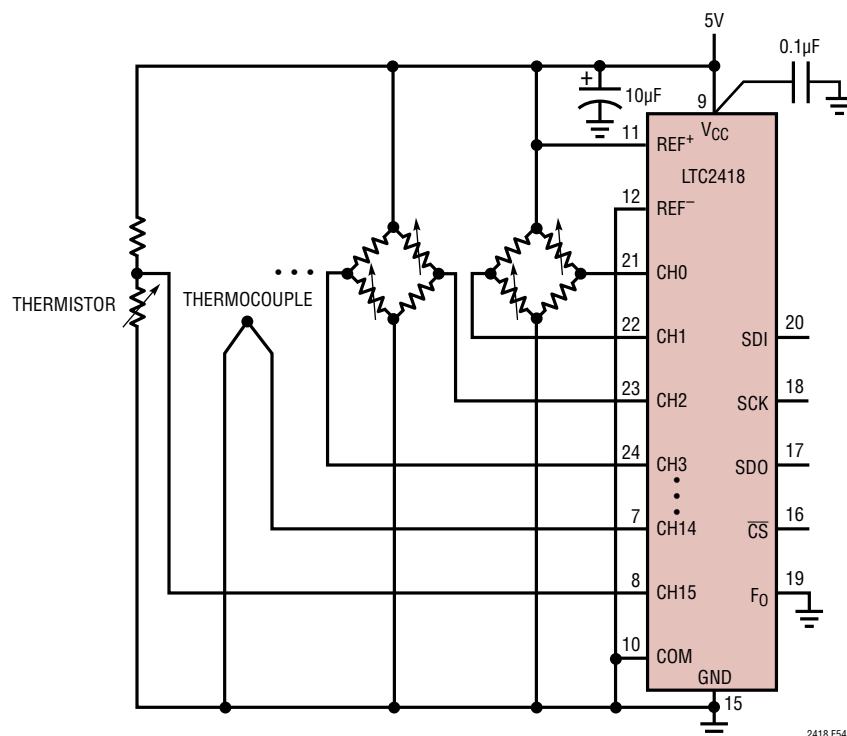 5V
0.1µF
+
10µF
9
VCC
11
REF+
LTC2418
12
REF−
21
CH0
THERMISTOR
THERMOCOUPLE
22
CH1
SDI
20
23
CH2
SCK
18
24
CH3
SDO
17
7
CH14
CS
16
8
CH15
FO
19
10
COM
GND
15
2418 F54